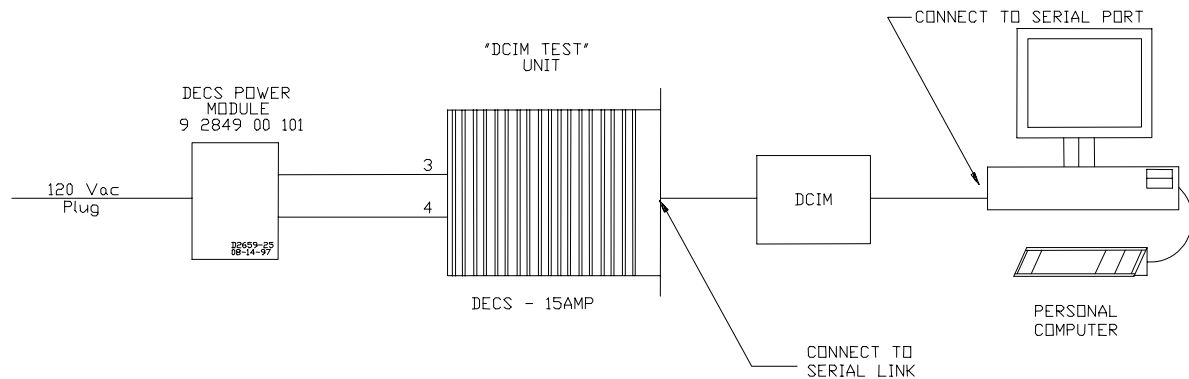 CONNECT TO SERIAL PORT
"DCIM TEST"
UNIT
DECS POWER
MODULE
9 2849 00 101
3
120 Vac
Plug
4
DCIM
D2659-25
08-14-97
DECS - 15AMP
PERSONAL
COMPUTER
CONNECT TO
SERIAL LINK